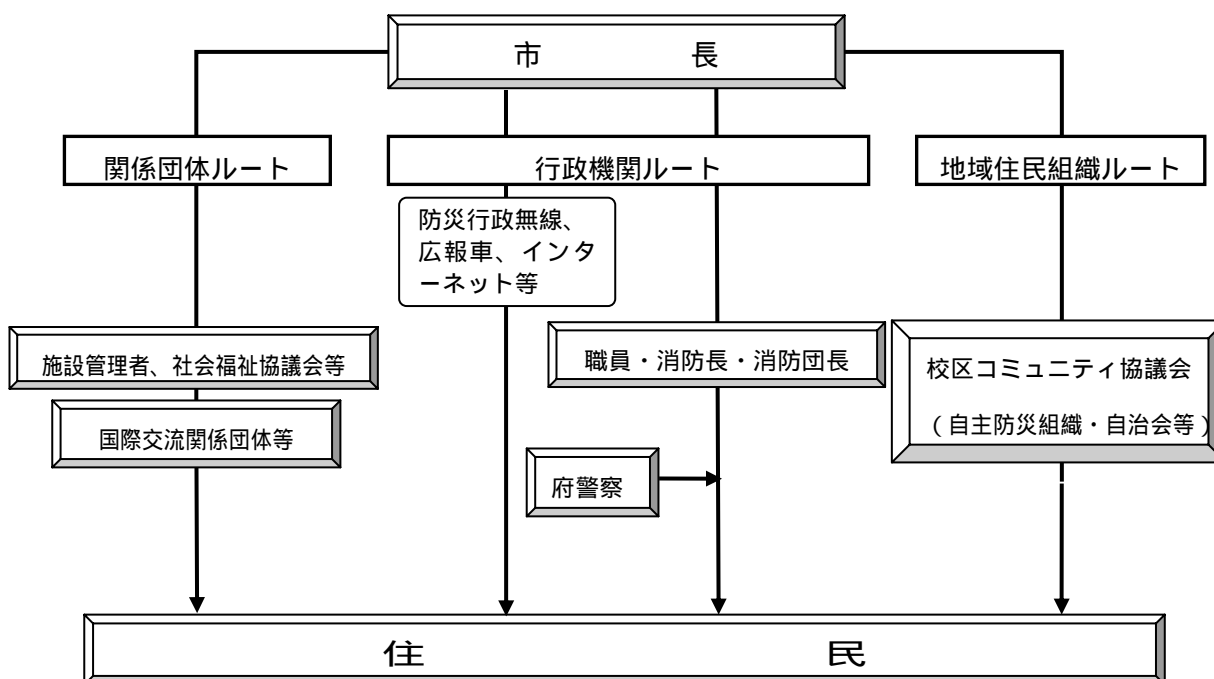 市　　　　長
関係団体ルート
行政機関ルート
地域住民組織ルート
防災行政無線、
広報車、インタ
ーネット等
施設管理者、社会福祉協議会等
職員・消防長・消防団長
校区コミュニティ協議会
（自主防災組織・自治会等）
国際交流関係団体等
府警察
住　　　　民